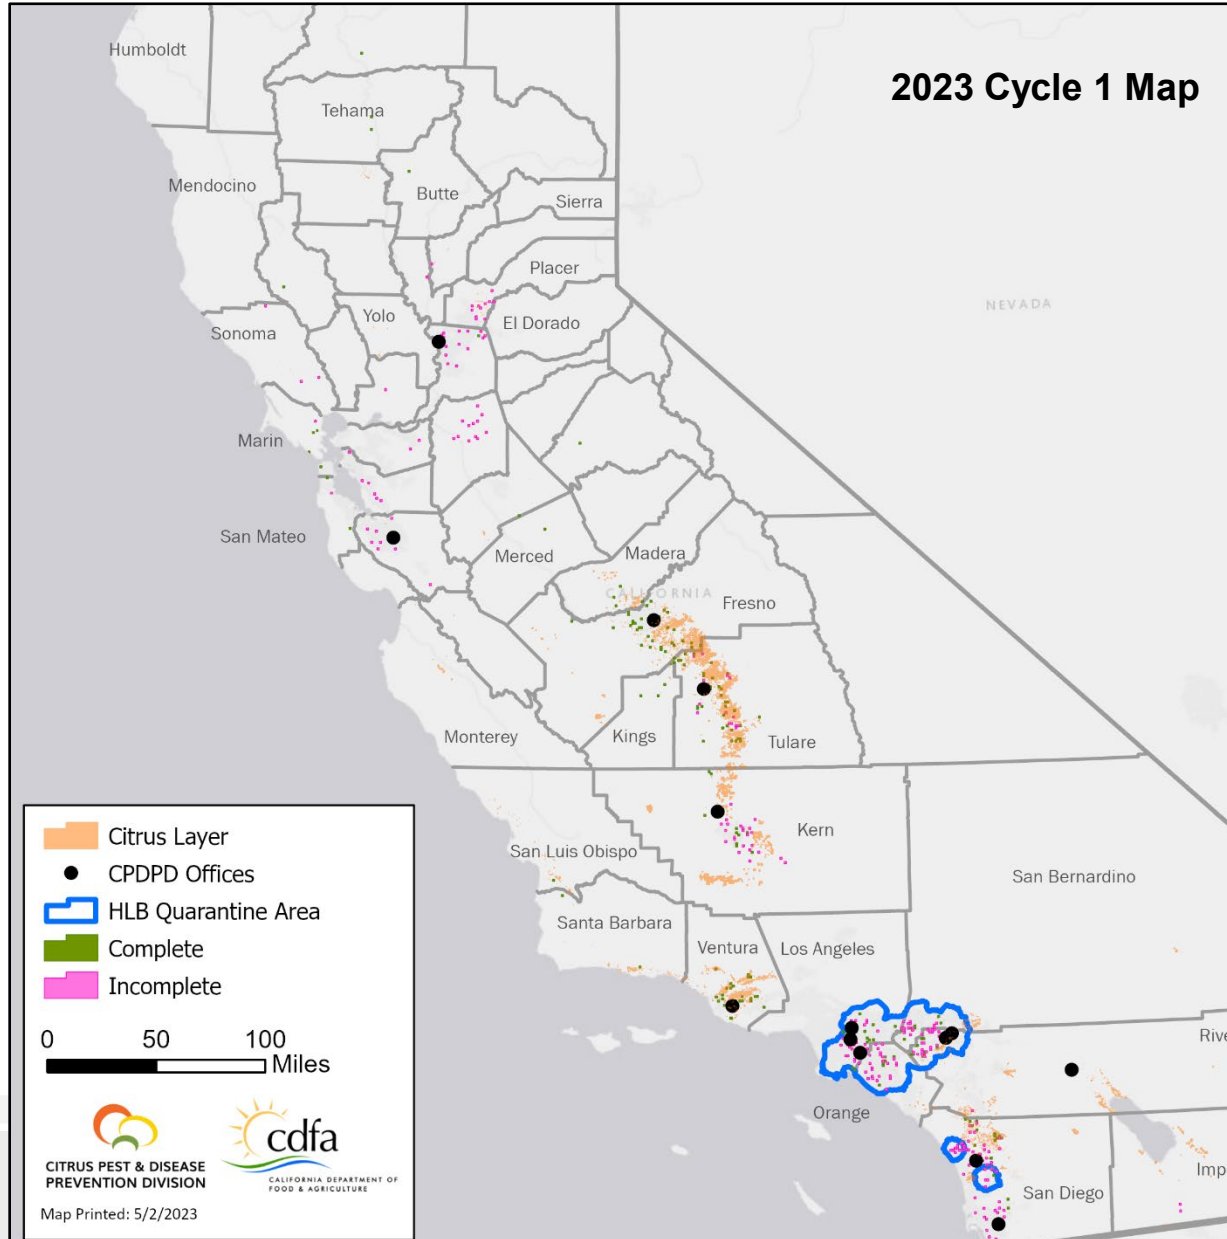 2023 Cycle 1 Map
Humboldt
Tehama
Mendocino
Butte
Sierra
Placer
NEVADA
Yolo
El Dorado
Sonoma
Marin
San Mateo
Merced
Madera
CALIFORNIA
Fresno
Monterey
Kings
Tulare
Kern
San Luis Obispo
San Bernardino
Santa Barbara
Ventura
Los Angeles
Rive
Orange
San Diego
Imp
Citrus Layer
CPDPD Offices
HLB Quarantine Area
Complete
Incomplete
0 50 100
Miles
CITRUS PEST & DISEASE
PREVENTION DIVISION
cdfa
CALIFORNIA DEPARTMENT OF
FOOD & AGRICULTURE
Map Printed: 5/2/2023